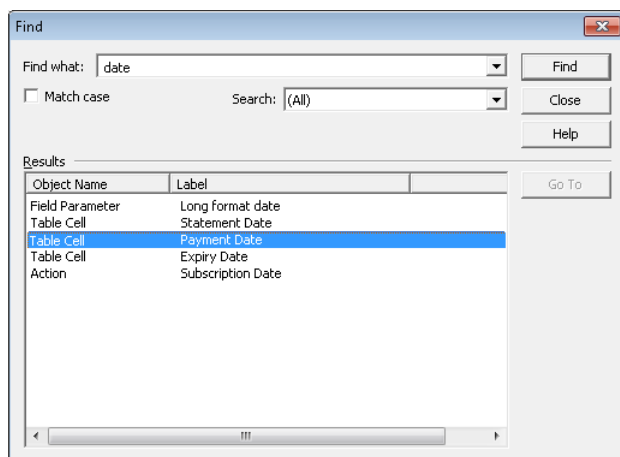 Find
Find what: date Find
Match case Search: (All) Close
Help
Results
Object Name Label Go To
Field Parameter Long format date
Table Cell Statement Date
Table Cell Payment Date
Table Cell Expiry Date
Action Subscription Date